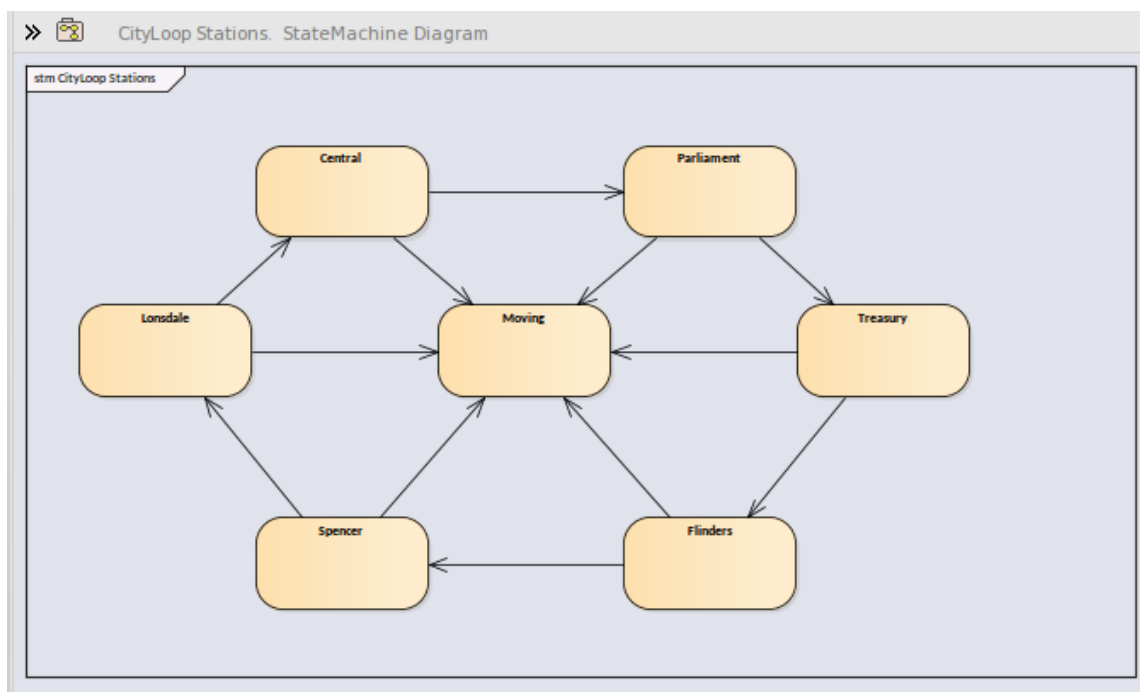 CityLoop Stations. StateMachine Diagram
stm CityLoop Stations
Central
Parliament
Lonsdale
Moving
Treasury
Spencer
Flinders